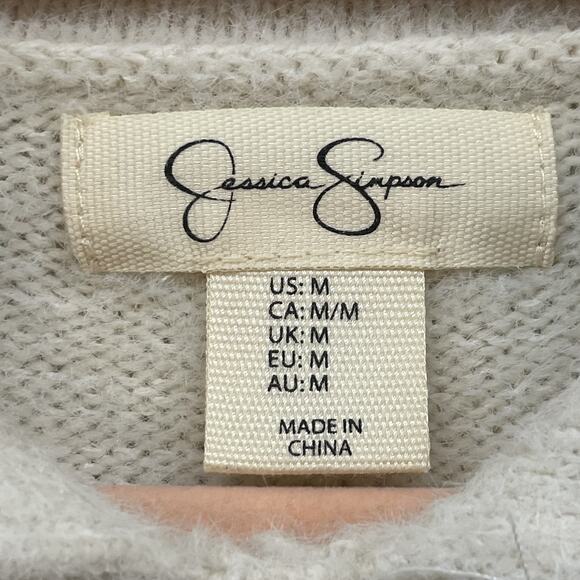 Jessica Simpson
US: M
CA: M/M
UK: M
EU: M
AU: M
MADE IN
CHINA